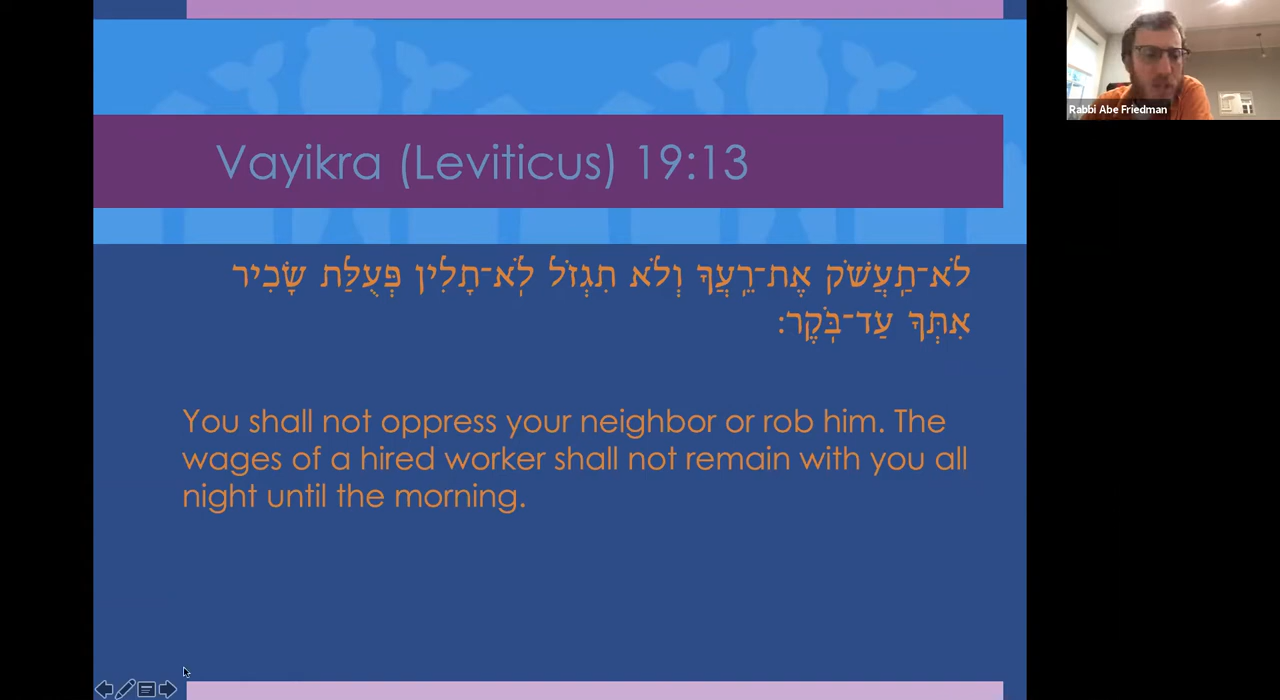 Vayikra (Leviticus) 19:13
לֹא־תַֽעֲשֹׁק אֶת־רֵֽעֲךָ וְלֹא תִגְזֹל לֹֽא־תָלִין פְּעֻלַּת שָׂכִיר
אִתְּךָ עַד־בֹּֽקֶר׃
You shall not oppress your neighbor or rob him. The
wages of a hired worker shall not remain with you all
night until the morning.
Rabbi Abe Friedman